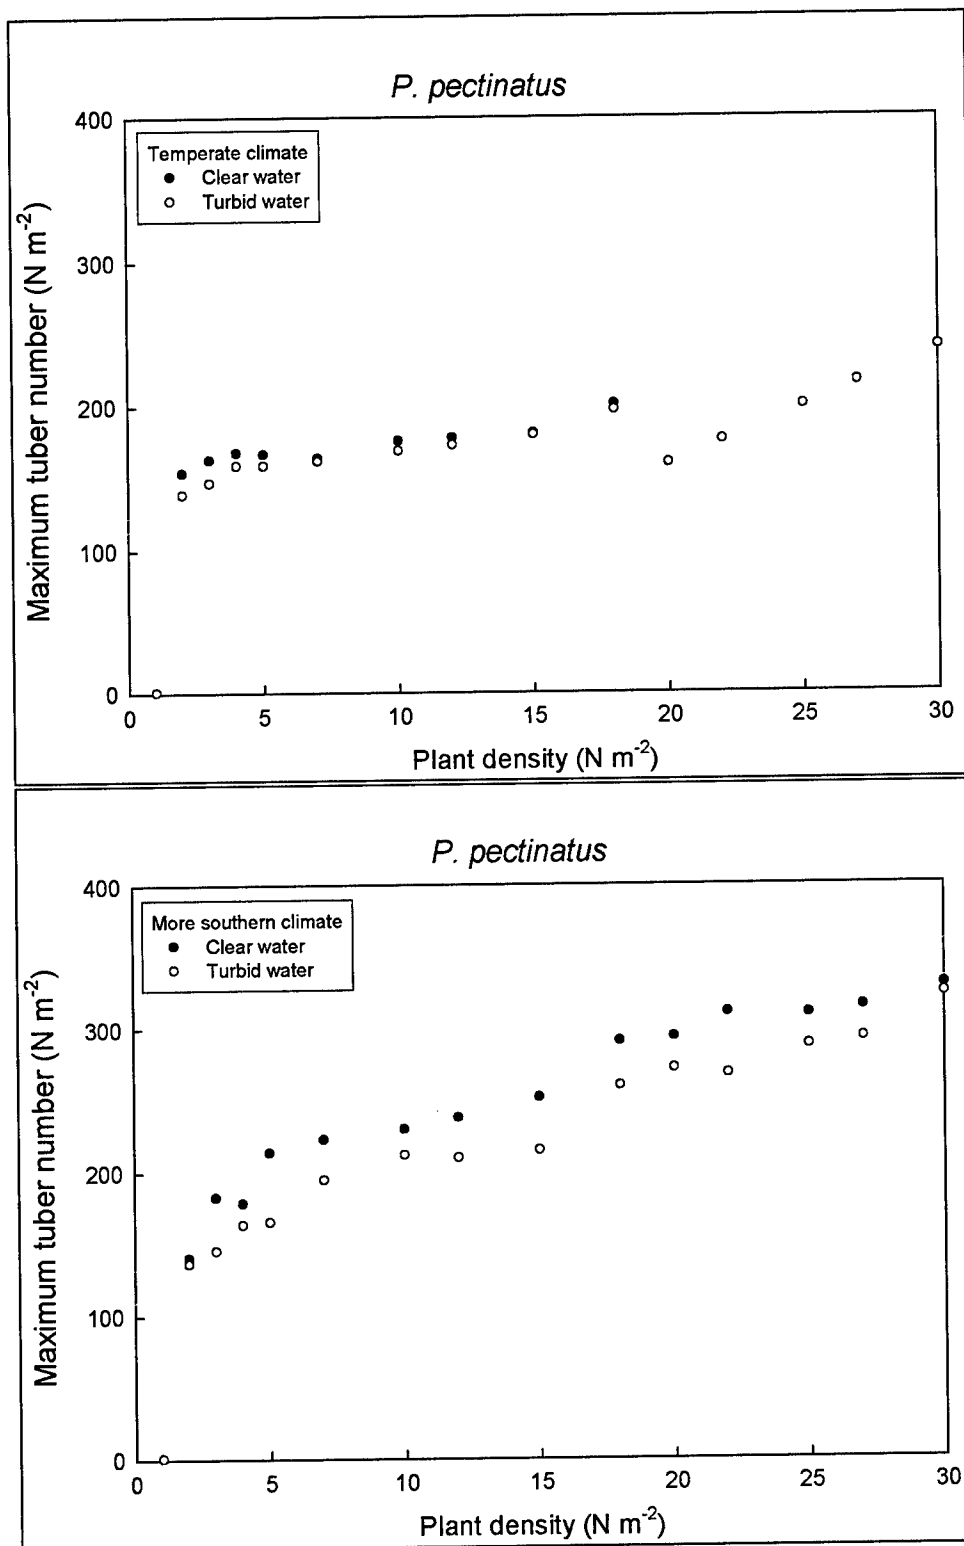 P. pectinatus
400
300
200
100
0
Maximum tuber number (N m-2)
Temperate climate
Clear water
Turbid water
0 5 10 15 20 25 30
Plant density (N m-2)
P. pectinatus
400
300
200
100
0
Maximum tuber number (N m-2)
More southern climate
Clear water
Turbid water
0 5 10 15 20 25 30
Plant density (N m-2)